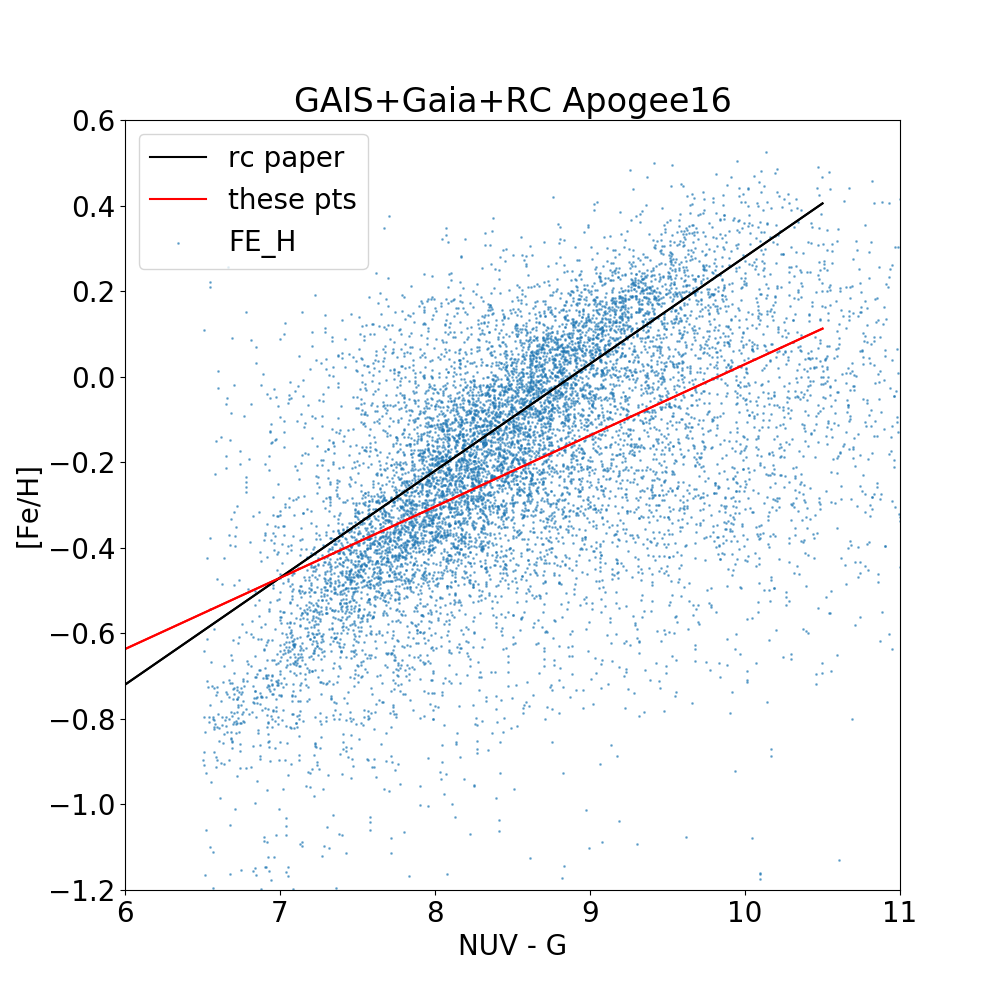 GAIS+Gaia+RC Apogee16
rc paper
these pts
FE_H
0.6
0.4
0.2
0.0
−0.2
−0.4
−0.6
−0.8
−1.0
−1.2
[Fe/H]
6 7 8 9 10 11
NUV - G